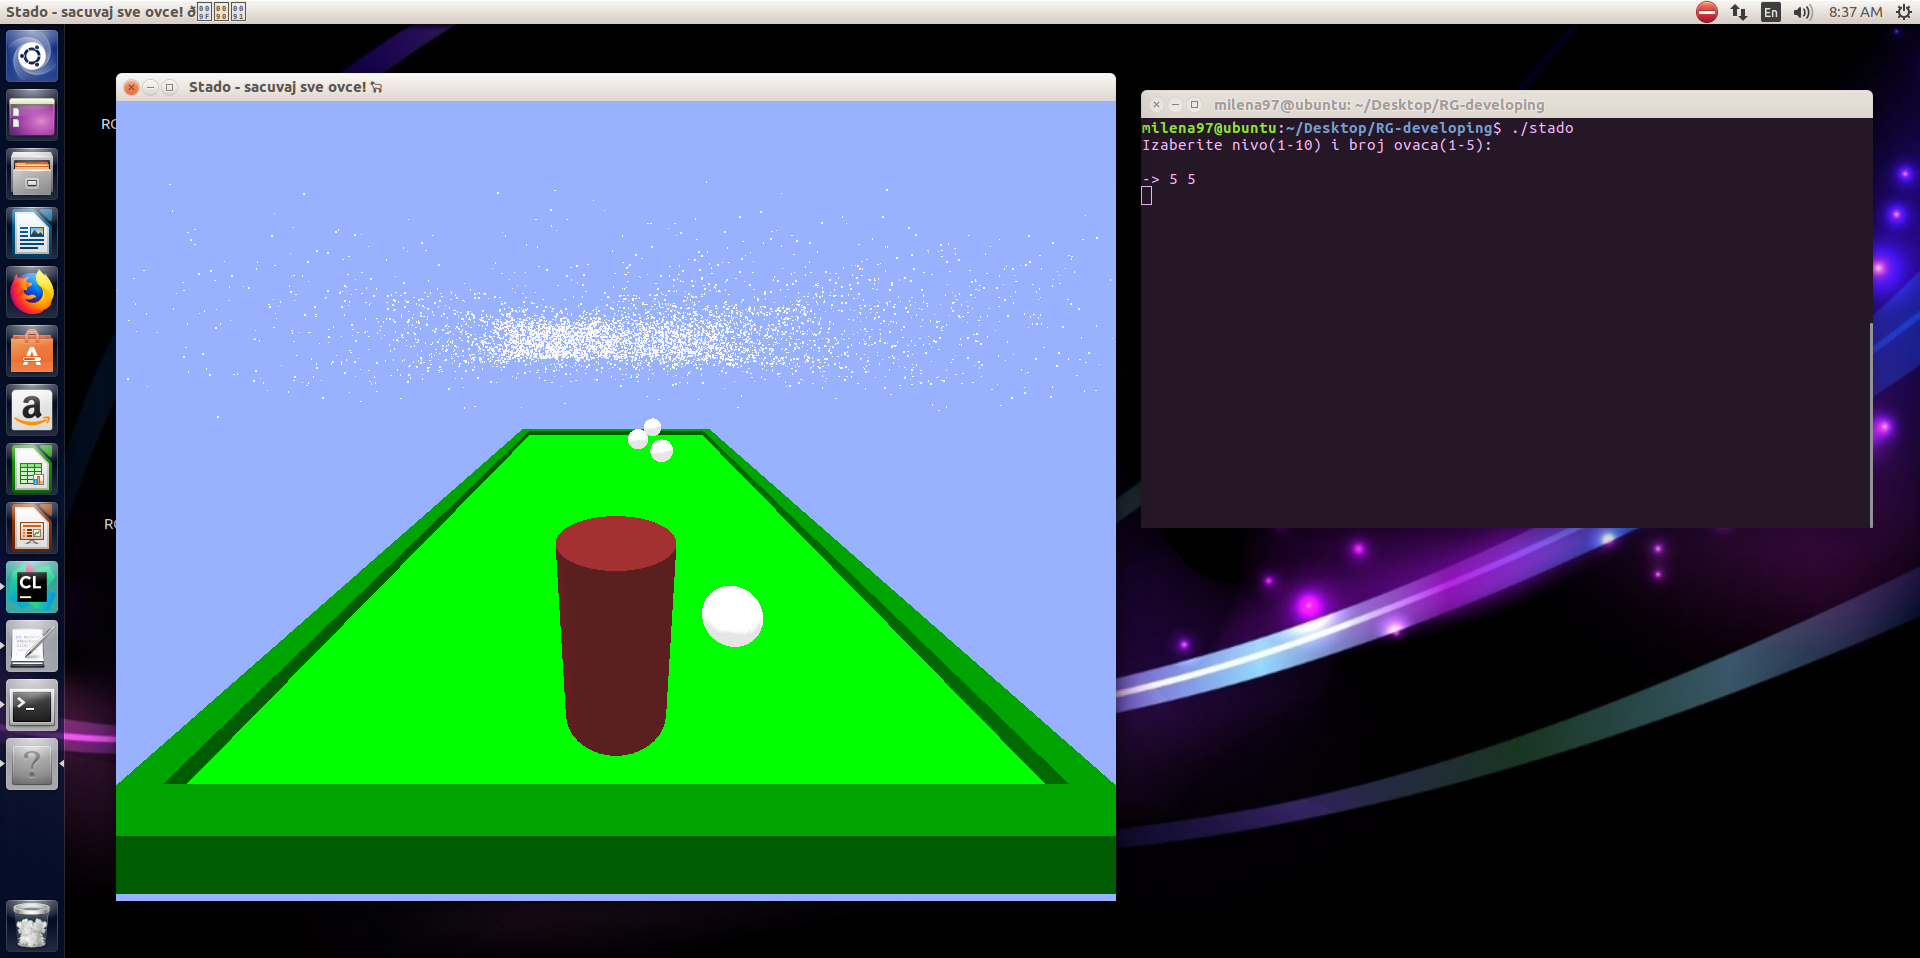 Stado - sacuvaj sve ovce!
En
8:37 AM
RG
Stado - sacuvaj sve ovce! 🐑
milena97@ubuntu: ~/Desktop/RG-developing
milena97@ubuntu:~/Desktop/RG-developing$ ./stado
Izaberite nivo(1-10) i broj ovaca(1-5):
-> 5 5
CL